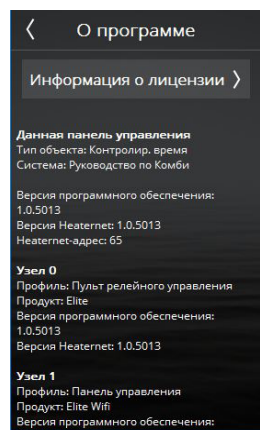 О программе
Информация о лицензии
Данная панель управления
Тип объекта: Контролир. время
Система: Руководство по Комби
Версия программного обеспечения:
1.0.5013
Версия Heaternet: 1.0.5013
Heaternet-адрес: 65
Узел 0
Профиль: Пульт релейного управления
Продукт: Elite
Версия программного обеспечения:
1.0.5013
Версия Heaternet: 1.0.5013
Узел 1
Профиль: Панель управления
Продукт: Elite Wifi
Версия программного обеспечения: